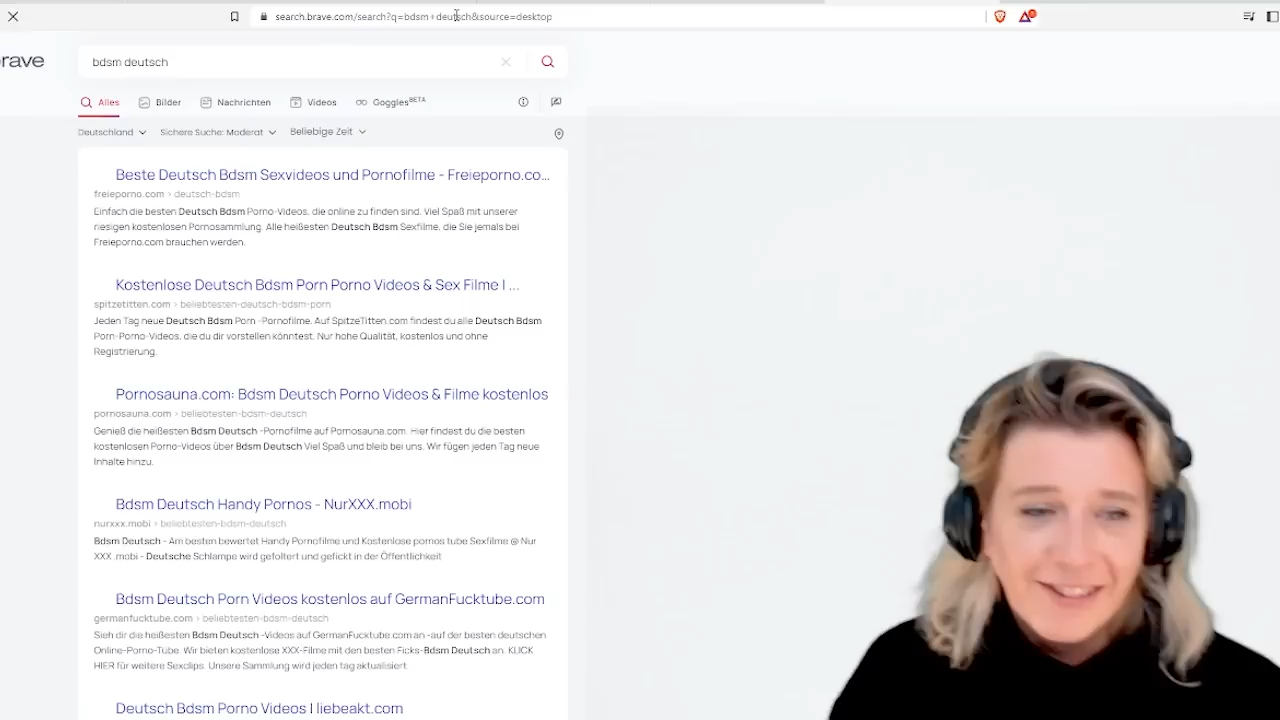 search.brave.com/search?q=bdsm+deutsch&source=desktop
rave
bdsm deutsch
Alles Bilder Nachrichten Videos Goggles BETA
Deutschland Sichere Suche: Moderat Beliebige Zeit
Beste Deutsch Bdsm Sexvideos und Pornofilme - Freieporno.co...
freieporno.com › deutsch-bdsm
Einfach die besten Deutsch Bdsm Porno-Videos, die online zu finden sind. Viel Spaß mit unserer
riesigen kostenlosen Pornosammlung. Alle heißesten Deutsch Bdsm Sexfilme, die Sie jemals bei
Freieporno.com brauchen werden.
Kostenlose Deutsch Bdsm Porn Porno Videos & Sex Filme | ...
spitzetitten.com › beliebtesten-deutsch-bdsm-porn
Jeden Tag neue Deutsch Bdsm Porn -Pornofilme. Auf SpitzeTitten.com findest du alle Deutsch Bdsm
Porn-Porno-Videos, die du dir vorstellen könntest. Nur hohe Qualität, kostenlos und ohne
Registrierung.
Pornosauna.com: Bdsm Deutsch Porno Videos & Filme kostenlos
pornosauna.com › beliebtesten-bdsm-deutsch
Genieß die heißesten Bdsm Deutsch -Pornofilme auf Pornosauna.com. Hier findest du die besten
kostenlosen Porno-Videos über Bdsm Deutsch Viel Spaß und bleib bei uns. Wir fügen jeden Tag neue
Inhalte hinzu.
Bdsm Deutsch Handy Pornos - NurXXX.mobi
nurxxx.mobi › beliebtesten-bdsm-deutsch
Bdsm Deutsch - Am besten bewertet Handy Pornofilme und Kostenlose pornos tube Sexfilme @ Nur
XXX .mobi - Deutsche Schlampe wird gefoltert und gefickt in der Öffentlichkeit
Bdsm Deutsch Porn Videos kostenlos auf GermanFucktube.com
germanfucktube.com › beliebtesten-bdsm-deutsch
Sieh dir die heißesten Bdsm Deutsch -Videos auf GermanFucktube.com an -auf der besten deutschen
Online-Porno-Tube. Wir bieten kostenlose XXX-Filme mit den besten Ficks-Bdsm Deutsch an. KLICK
HIER für weitere Sexclips. Unsere Sammlung wird jeden tag aktualisiert.
Deutsch Bdsm Porno Videos | liebeakt.com